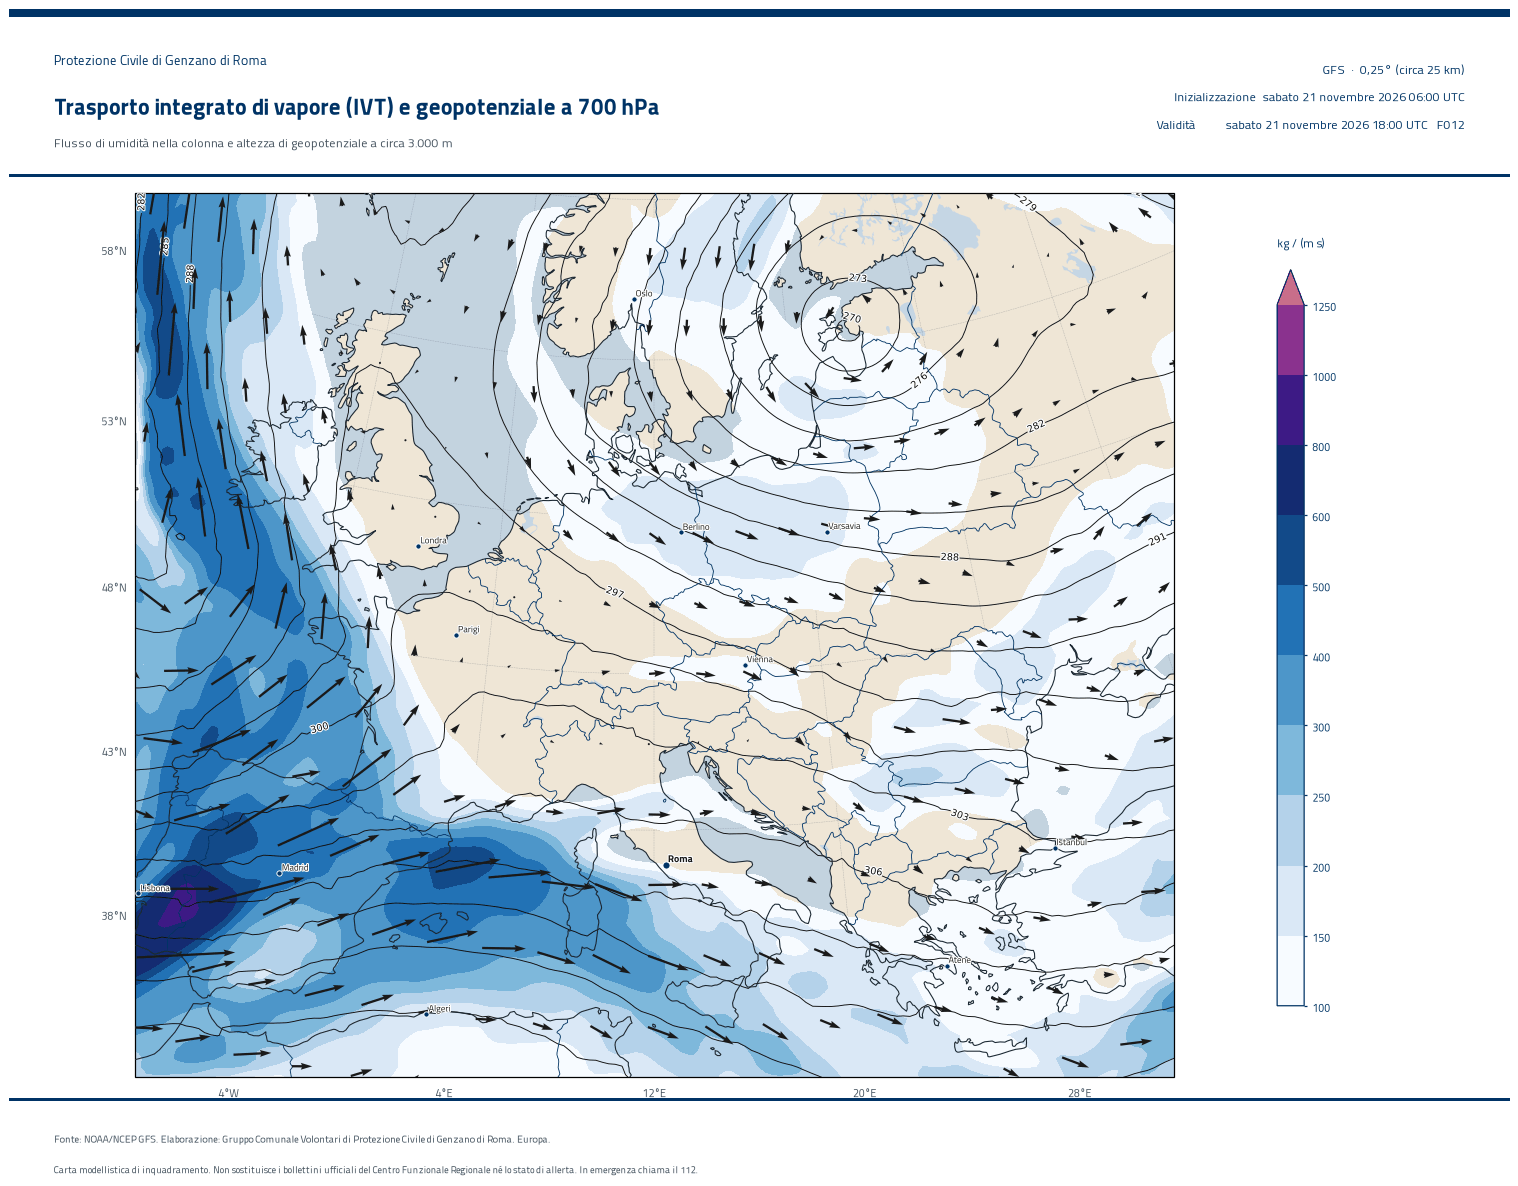 Protezione Civile di Genzano di Roma
Trasporto integrato di vapore (IVT) e geopotenziale a 700 hPa
Flusso di umidità nella colonna e altezza di geopotenziale a circa 3.000 m
GFS · 0,25° (circa 25 km)
Inizializzazione sabato 21 novembre 2026 06:00 UTC
Validità sabato 21 novembre 2026 18:00 UTC F012
kg / (m s)
1250
1000
800
600
500
400
300
250
200
150
100
58°N
53°N
48°N
43°N
38°N
4°W
4°E
12°E
20°E
28°E
282
285
288
279
273
270
276
282
288
291
297
300
303
306
Oslo
Londra
Berlino
Varsavia
Parigi
Vienna
Madrid
Lisbona
Roma
Istanbul
Atene
Algeri
Fonte: NOAA/NCEP GFS. Elaborazione: Gruppo Comunale Volontari di Protezione Civile di Genzano di Roma. Europa.
Carta modellistica di inquadramento. Non sostituisce i bollettini ufficiali del Centro Funzionale Regionale né lo stato di allerta. In emergenza chiama il 112.